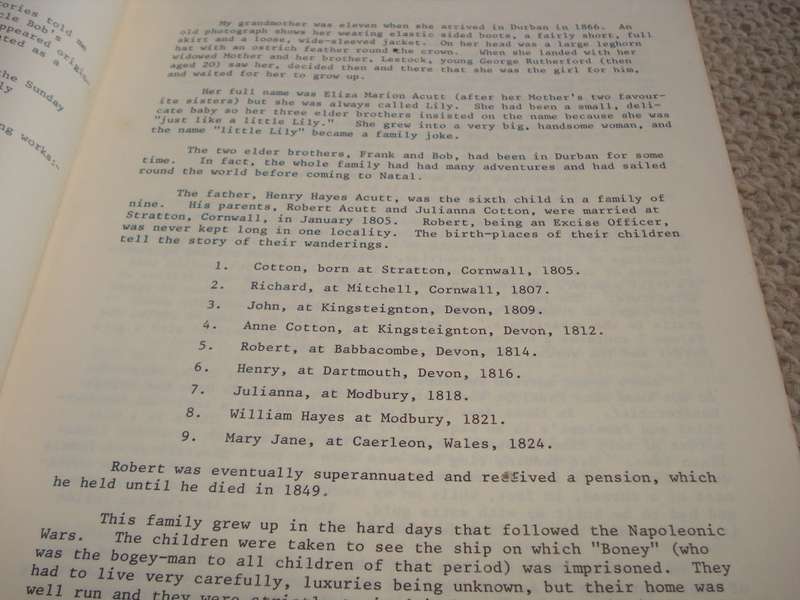 ories told me
cle Bob's
appeared origin
ted as a
the Sunday
ly
ng works:-
My grandmother was eleven when she arrived in Durban in 1866. An
old photograph shows her wearing elastic sided boots, a fairly short, full
skirt and a loose, wide-sleeved jacket. On her head was a large leghorn
hat with an ostrich feather round the crown. When she landed with her
widowed Mother and her brother, Lestock, young George Rutherford (then
aged 20) saw her, decided then and there that she was the girl for him,
and waited for her to grow up.
Her full name was Eliza Marion Acutt (after her Mother's two favour-
ite sisters) but she was always called Lily. She had been a small, deli-
cate baby so her three elder brothers insisted on the name because she was
"just like a little Lily." She grew into a very big, handsome woman, and
the name "little Lily" became a family joke.
The two elder brothers, Frank and Bob, had been in Durban for some
time. In fact, the whole family had had many adventures and had sailed
round the world before coming to Natal.
The father, Henry Hayes Acutt, was the sixth child in a family of
nine. His parents, Robert Acutt and Julianna Cotton, were married at
Stratton, Cornwall, in January 1805. Robert, being an Excise Officer,
was never kept long in one locality. The birth-places of their children
tell the story of their wanderings.
1. Cotton, born at Stratton, Cornwall, 1805.
2. Richard, at Mitchell, Cornwall, 1807.
3. John, at Kingsteignton, Devon, 1809.
4. Anne Cotton, at Kingsteignton, Devon, 1812.
5. Robert, at Babbacombe, Devon, 1814.
6. Henry, at Dartmouth, Devon, 1816.
7. Julianna, at Modbury, 1818.
8. William Hayes at Modbury, 1821.
9. Mary Jane, at Caerleon, Wales, 1824.
Robert was eventually superannuated and received a pension, which
he held until he died in 1849.
This family grew up in the hard days that followed the Napoleonic
Wars. The children were taken to see the ship on which "Boney" (who
was the bogey-man to all children of that period) was imprisoned. They
had to live very carefully, luxuries being unknown, but their home was
well run and they were strictly